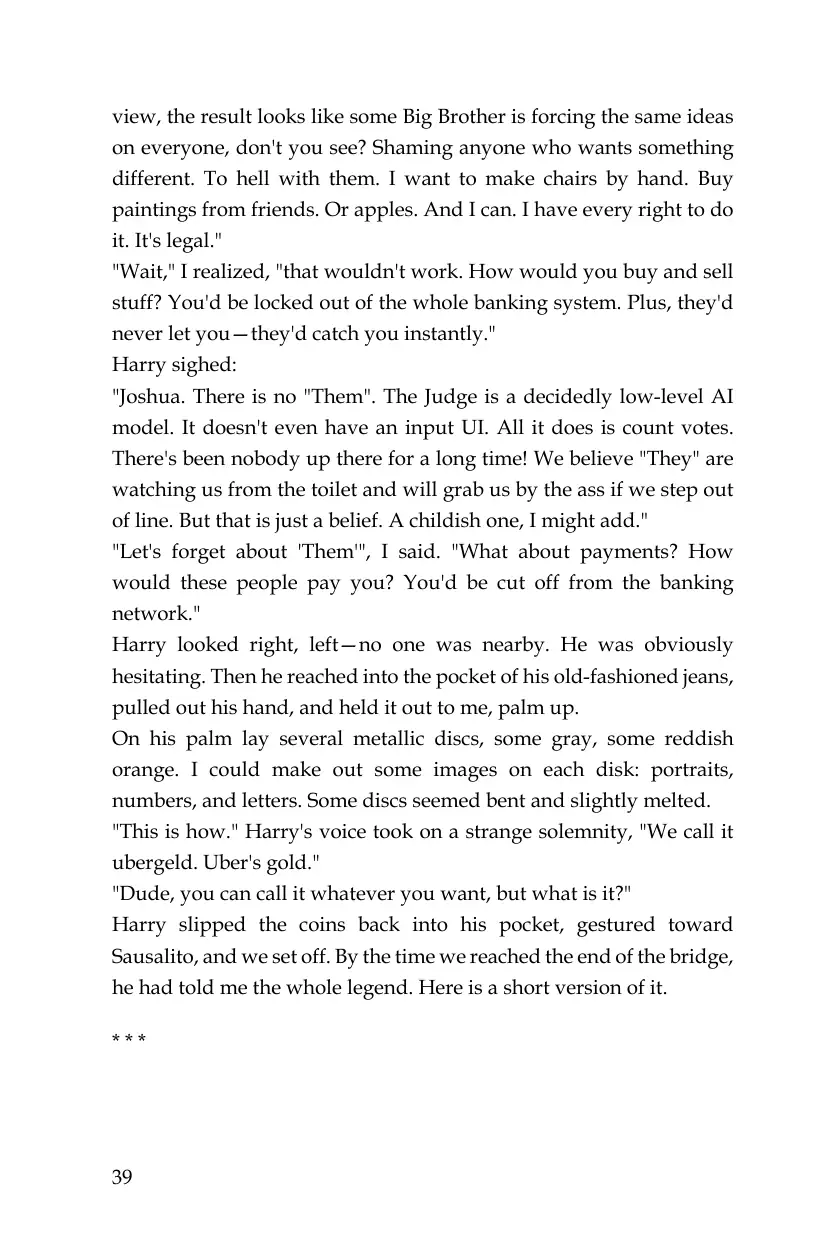 view, the result looks like some Big Brother is forcing the same ideas
on everyone, don't you see? Shaming anyone who wants something
different. To hell with them. I want to make chairs by hand. Buy
paintings from friends. Or apples. And I can. I have every right to do
it. It's legal."
"Wait," I realized, "that wouldn't work. How would you buy and sell
stuff? You'd be locked out of the whole banking system. Plus, they'd
never let you—they'd catch you instantly."
Harry sighed:
"Joshua. There is no "Them". The Judge is a decidedly low-level AI
model. It doesn't even have an input UI. All it does is count votes.
There's been nobody up there for a long time! We believe "They" are
watching us from the toilet and will grab us by the ass if we step out
of line. But that is just a belief. A childish one, I might add."
"Let's forget about 'Them'", I said. "What about payments? How
would these people pay you? You'd be cut off from the banking
network."
Harry looked right, left—no one was nearby. He was obviously
hesitating. Then he reached into the pocket of his old-fashioned jeans,
pulled out his hand, and held it out to me, palm up.
On his palm lay several metallic discs, some gray, some reddish
orange. I could make out some images on each disk: portraits,
numbers, and letters. Some discs seemed bent and slightly melted.
"This is how." Harry's voice took on a strange solemnity, "We call it
ubergeld. Uber's gold."
"Dude, you can call it whatever you want, but what is it?"
Harry slipped the coins back into his pocket, gestured toward
Sausalito, and we set off. By the time we reached the end of the bridge,
he had told me the whole legend. Here is a short version of it.
* * *
39